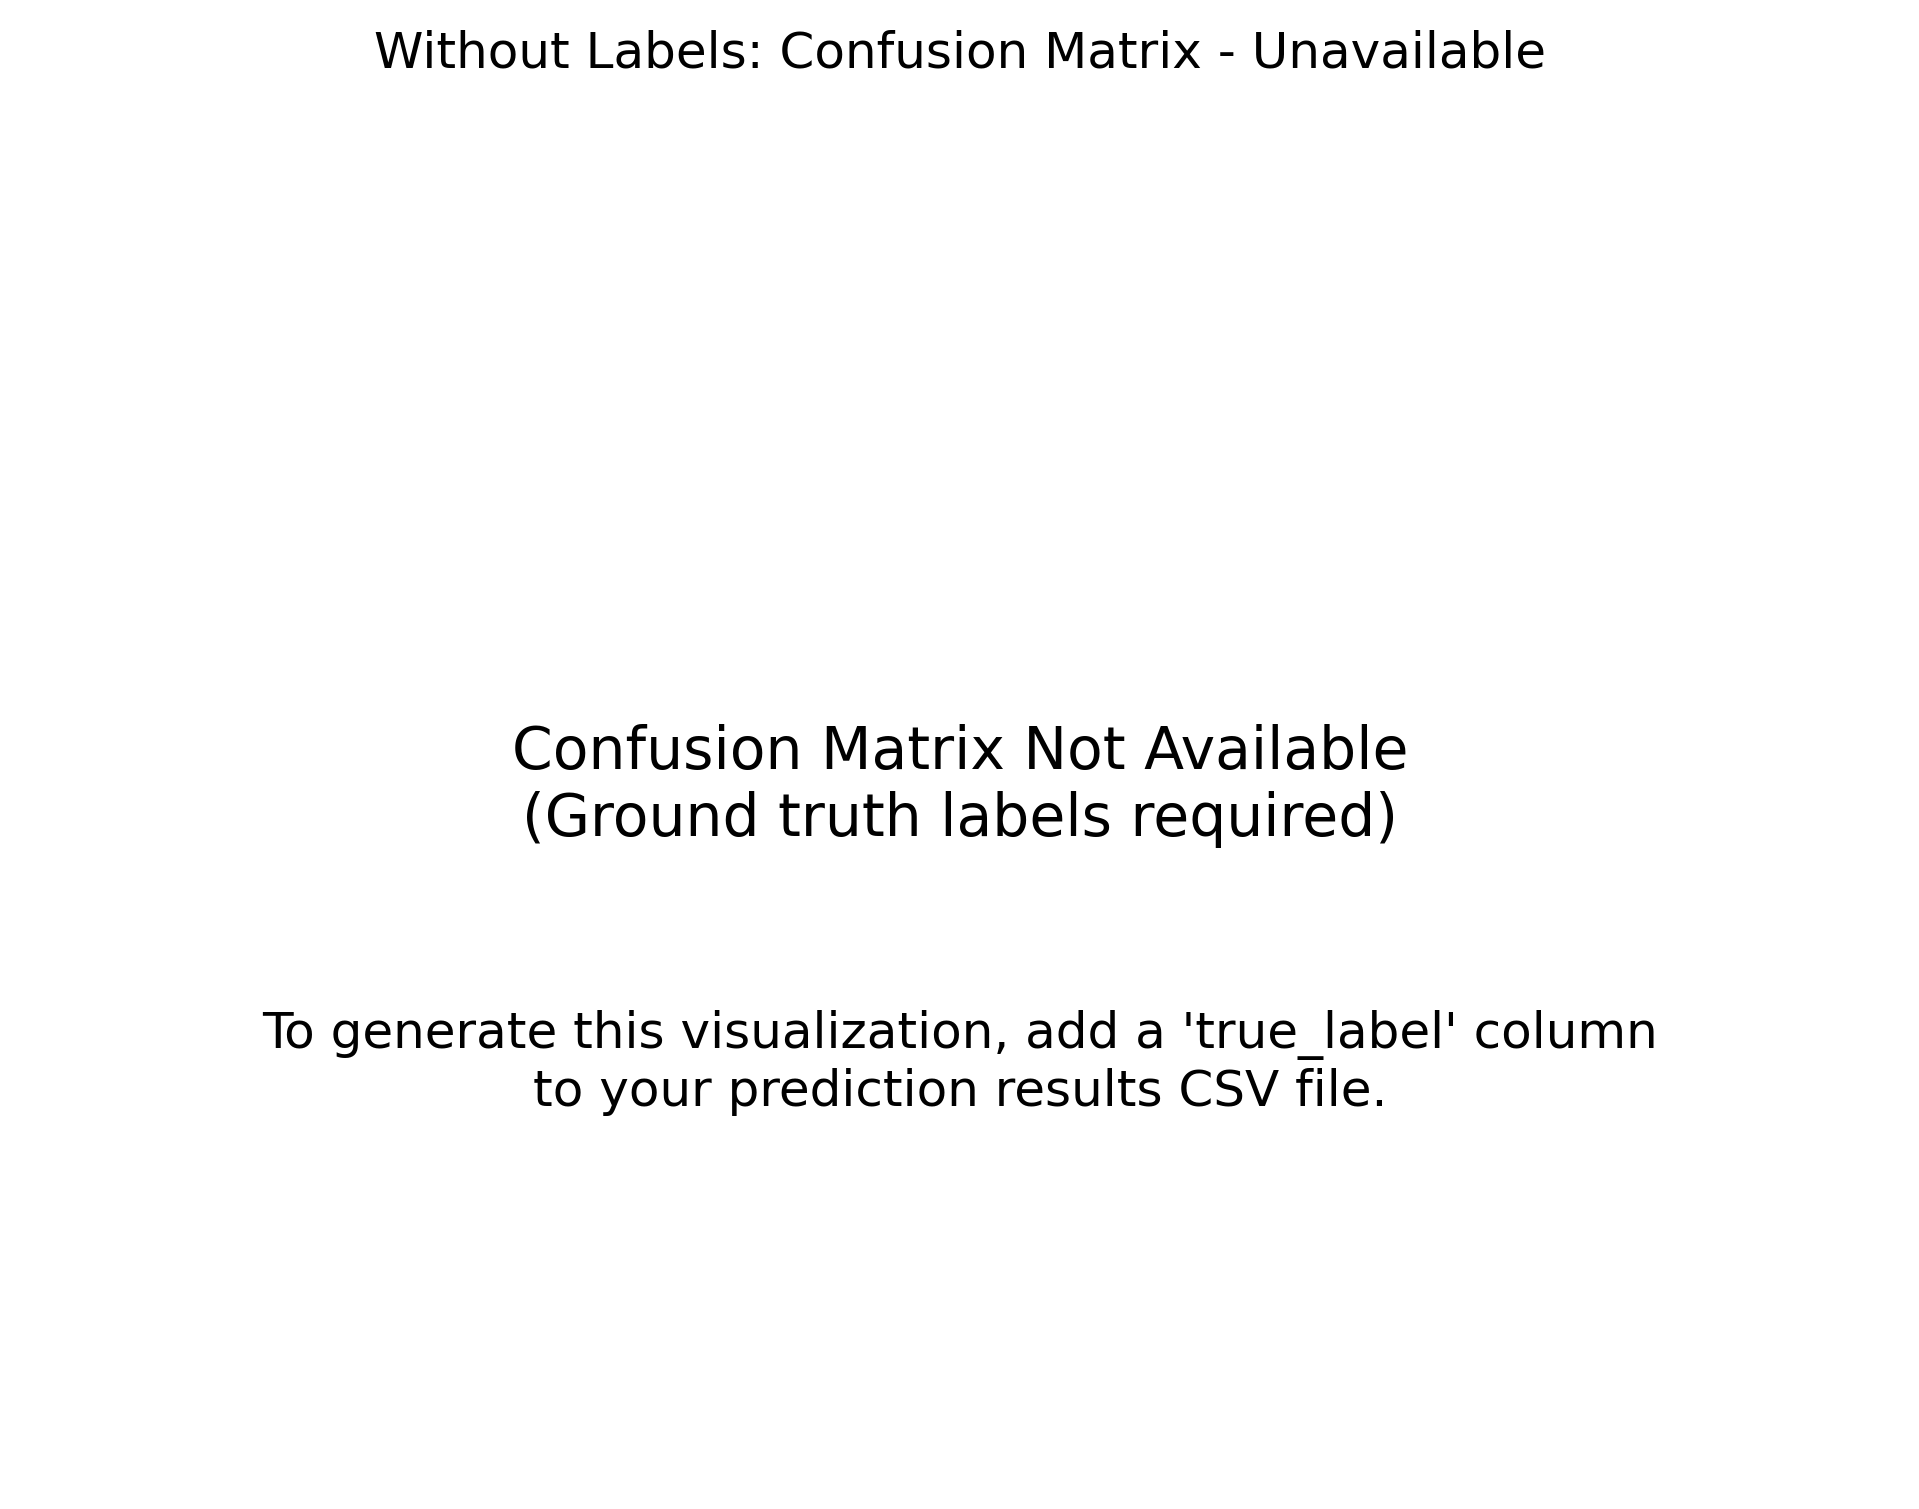 Without Labels: Confusion Matrix - Unavailable
Confusion Matrix Not Available
(Ground truth labels required)
To generate this visualization, add a 'true_label' column
to your prediction results CSV file.